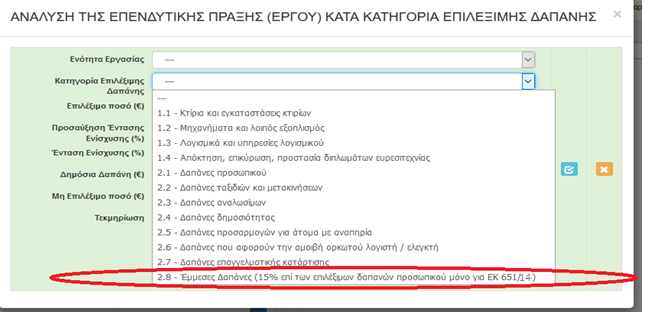 ΑΝΑΛΥΣΗ ΤΗΣ ΕΠΕΝΔΥΤΙΚΗΣ ΠΡΑΞΗΣ (ΕΡΓΟΥ) ΚΑΤΑ ΚΑΤΗΓΟΡΙΑ ΕΠΙΛΕΞΙΜΗΣ ΔΑΠΑΝΗΣ ×
Ενότητα Εργασίας ---
Κατηγορία Επιλέξιμης ---
Δαπάνης
Επιλέξιμο ποσό (€)
Προσαύξηση Έντασης
Ενίσχυσης (%)
Ένταση Ενίσχυσης (%)
Δημόσια Δαπάνη (€)
Μη Επιλέξιμο ποσό (€)
Τεκμηρίωση
---
1.1 - Κτίρια και εγκαταστάσεις κτιρίων
1.2 - Μηχανήματα και λοιπός εξοπλισμός
1.3 - Λογισμικά και υπηρεσίες λογισμικού
1.4 - Απόκτηση, επικύρωση, προστασία διπλωμάτων ευρεσιτεχνίας
2.1 - Δαπάνες προσωπικού
2.2 - Δαπάνες ταξιδιών και μετακινήσεων
2.3 - Δαπάνες αναλωσίμων
2.4 - Δαπάνες δημοσιότητας
2.5 - Δαπάνες προσαρμογών για άτομα με αναπηρία
2.6 - Δαπάνες που αφορούν την αμοιβή ορκωτού λογιστή / ελεγκτή
2.7 - Δαπάνες επαγγελματικής κατάρτισης
2.8 - Έμμεσες Δαπάνες (15% επί των επιλέξιμων δαπανών προσωπικού μόνο για ΕΚ 651/14)